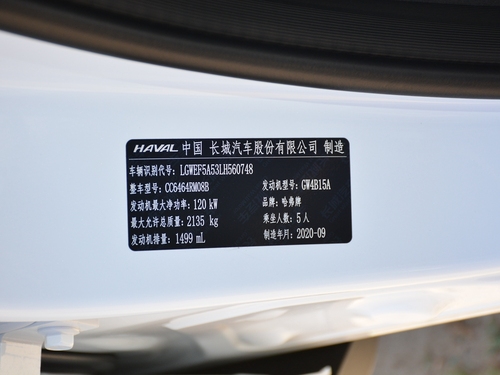 HAVAL 中国 长城汽车股份有限公司 制造
车辆识别代号: LGWEF5A53LH560748
整车型号: CC6464RM08B 发动机型号: GW4B15A
发动机最大净功率: 120 kW 品牌: 哈弗牌
最大允许总质量: 2135 kg 乘坐人数: 5 人
发动机排量: 1499 mL 制造年月: 2020-09